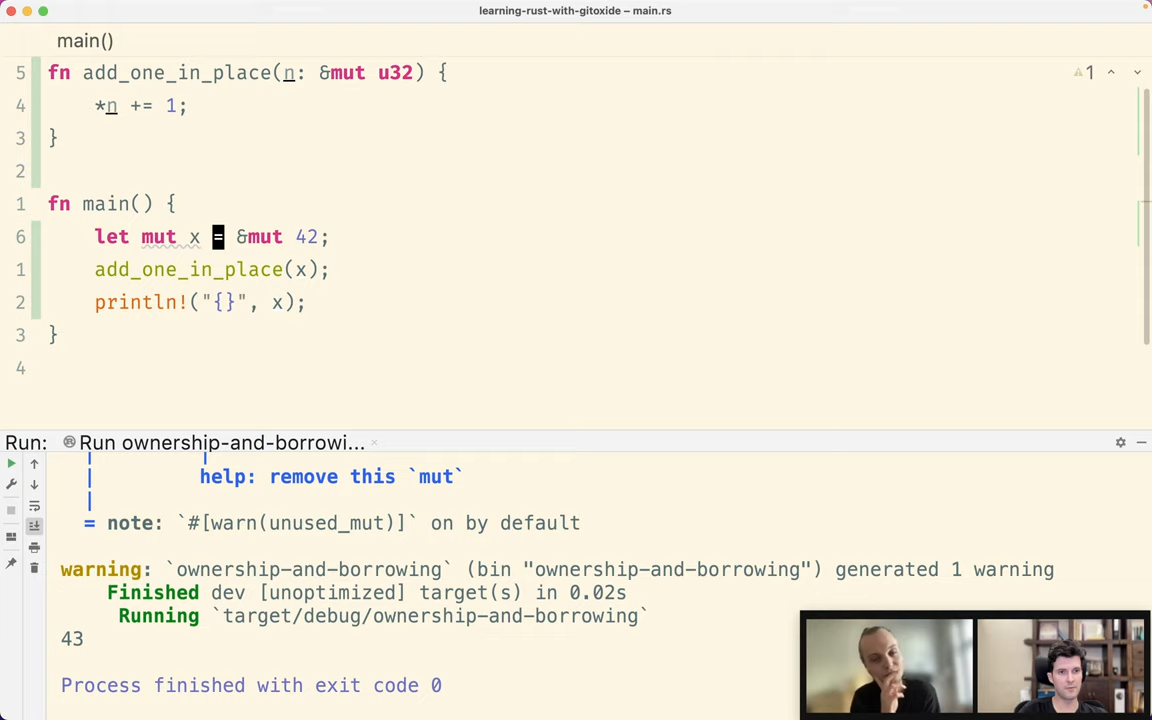 learning-rust-with-gitoxide – main.rs
main()
5 fn add_one_in_place(n: &mut u32) {
4 *n += 1;
3 }
2
1 fn main() {
6 let mut x = &mut 42;
1 add_one_in_place(x);
2 println!("{}", x);
3 }
4
1
Run: Run ownership-and-borrowi... ×
| |
| help: remove this `mut`
|
= note: `#[warn(unused_mut)]` on by default
warning: `ownership-and-borrowing` (bin "ownership-and-borrowing") generated 1 warning
Finished dev [unoptimized] target(s) in 0.02s
Running `target/debug/ownership-and-borrowing`
43
Process finished with exit code 0